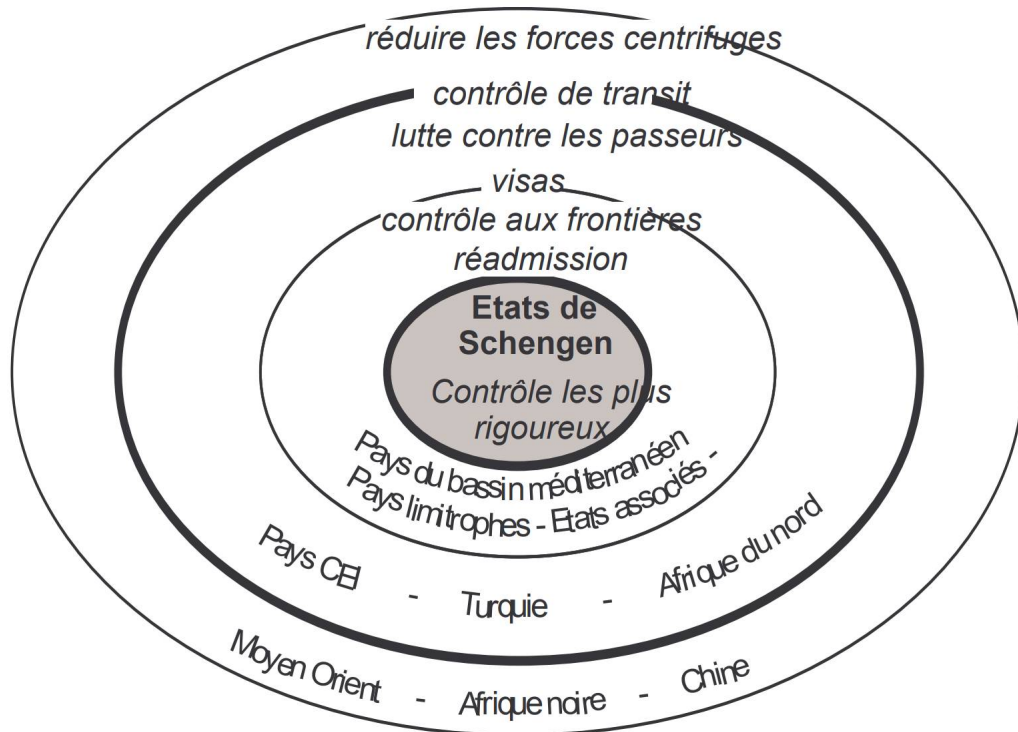 réduire les forces centrifuges
contrôle de transit
lutte contre les passeurs
visas
contrôle aux frontières
réadmission
Etats de
Schengen
Contrôle les plus
rigoureux
Pays du bassin méditerranéen
Pays limitrophes - Etats associés -
Pays CEI - Turquie - Afrique du nord
Moyen Orient - Afrique noire - Chine